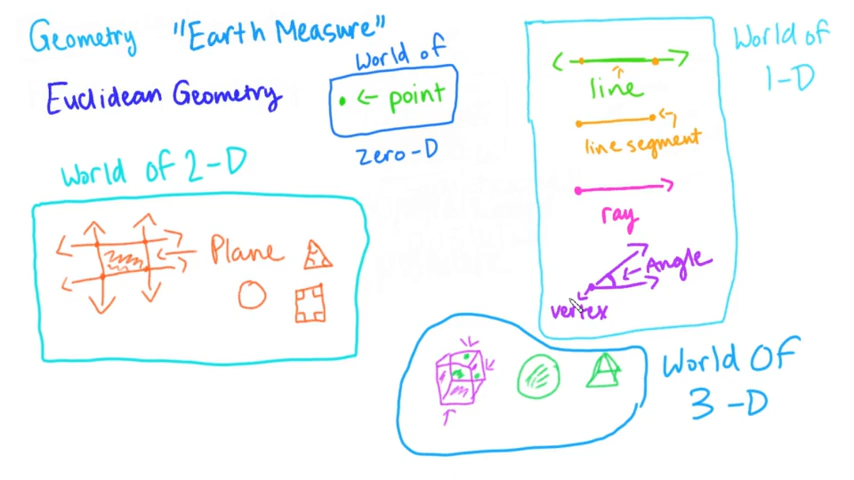 Geometry "Earth Measure"
Euclidean Geometry
World of
point
zero-D
World of
1-D
line
line segment
ray
Angle
vertex
World of 2-D
Plane
World Of
3-D